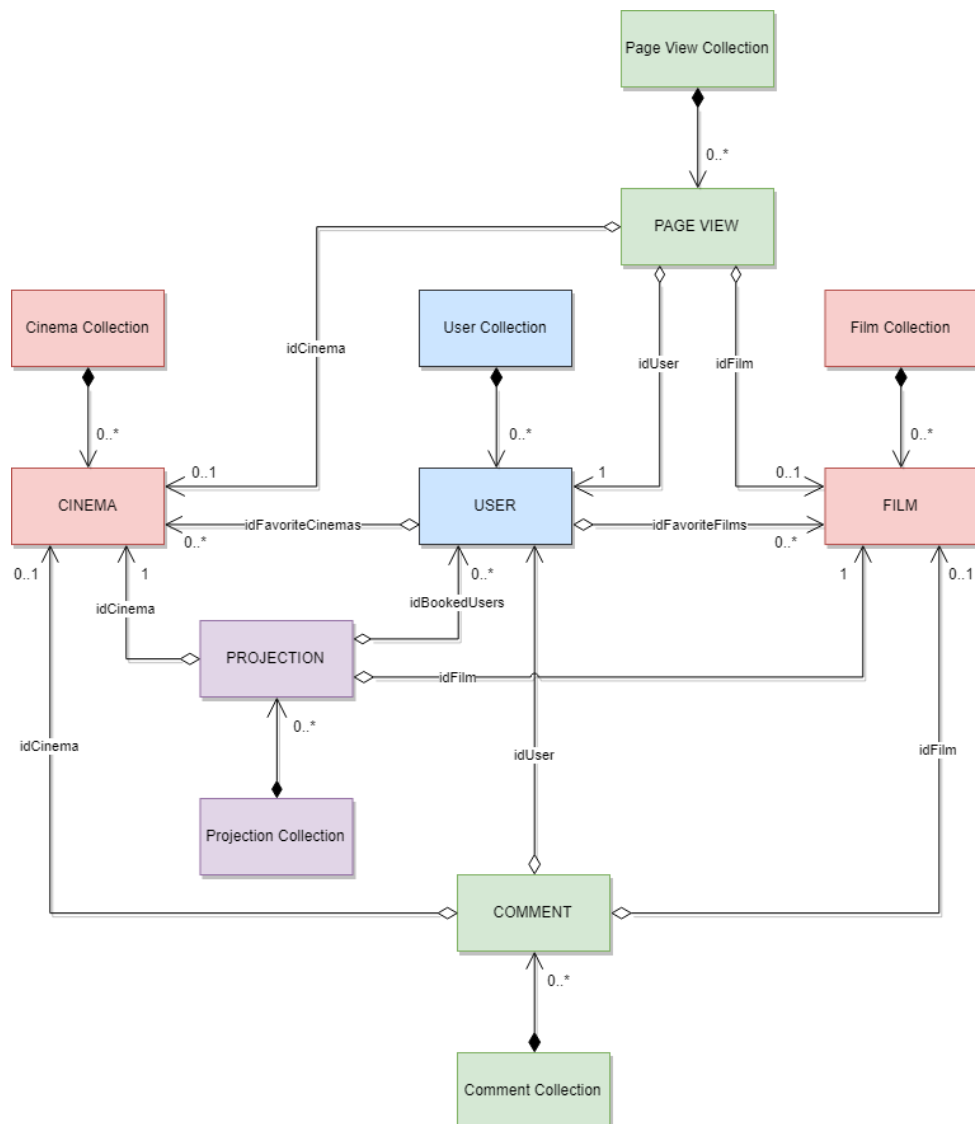 Page View Collection
0..*
PAGE VIEW
Cinema Collection
User Collection
Film Collection
idCinema
idUser
idFilm
0..*
0..*
0..*
0..1
1
0..1
CINEMA
USER
FILM
idFavoriteCinemas
idFavoriteFilms
0..*
0..*
0..1
1
0..*
1
0..1
idBookedUsers
idCinema
PROJECTION
idFilm
0..*
idCinema
idUser
idFilm
Projection Collection
COMMENT
0..*
Comment Collection